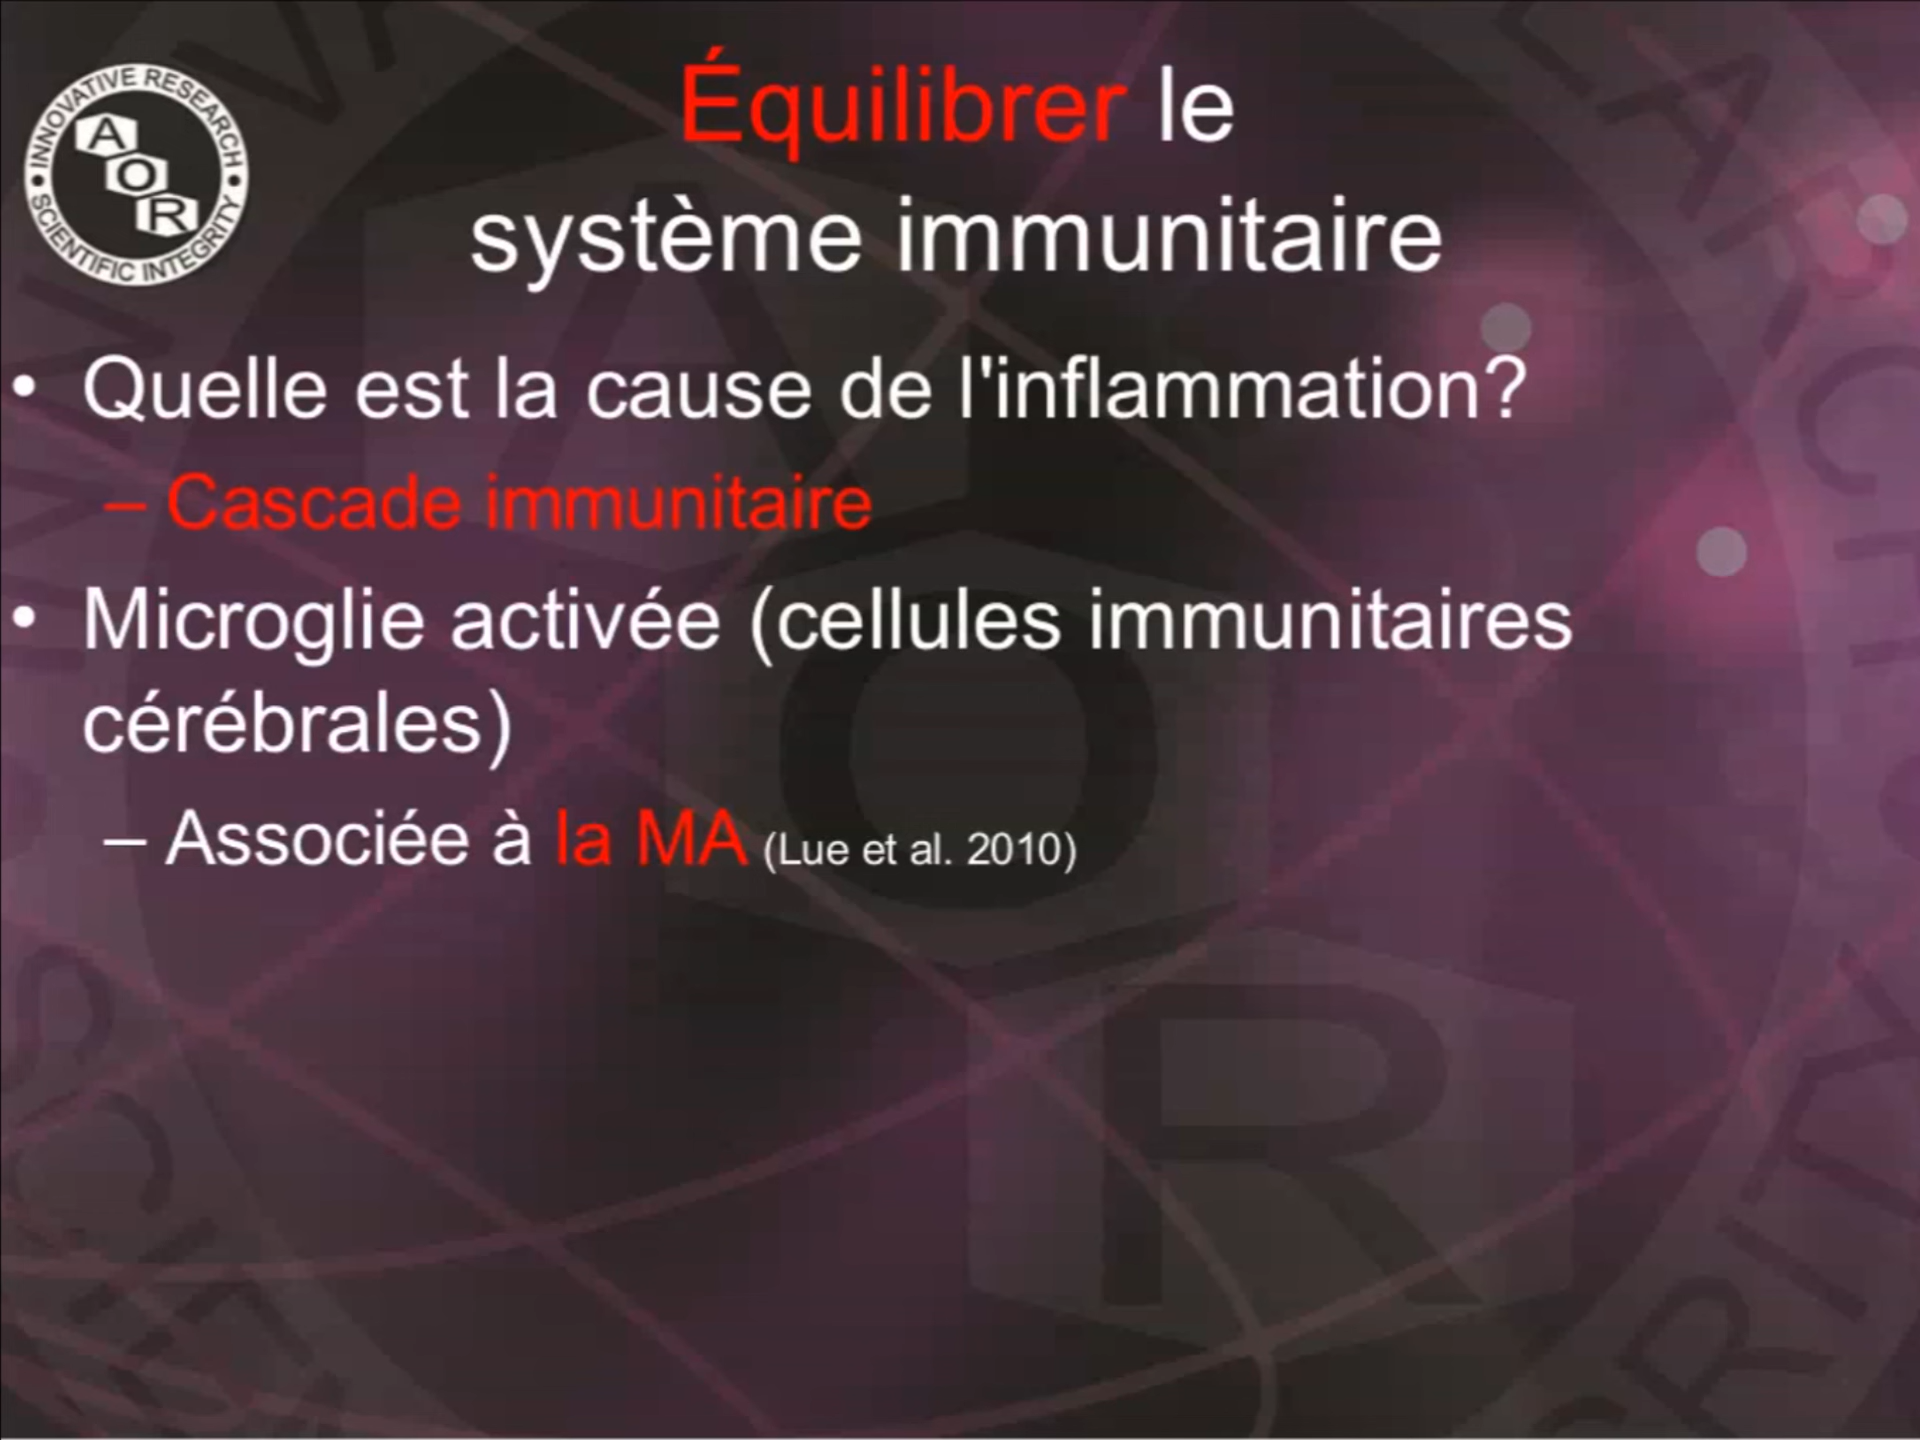 INNOVATIVE RESEARCH
A
O
R
SCIENTIFIC INTEGRITY
Équilibrer le
système immunitaire
• Quelle est la cause de l'inflammation?
– Cascade immunitaire
• Microglie activée (cellules immunitaires
cérébrales)
– Associée à la MA (Lue et al. 2010)